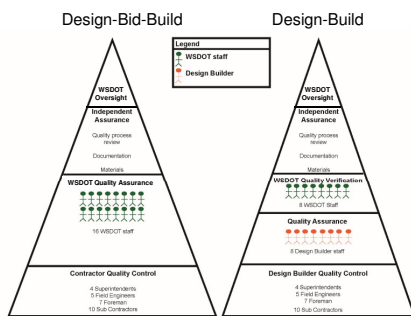 Design-Bid-Build
Design-Build
Legend
WSDOT staff
Design Builder
WSDOT
Oversight
Independent
Assurance
Quality process
review
Documentation
Materials
WSDOT Quality Assurance
16 WSDOT staff
Contractor Quality Control
4 Superintendents
5 Field Engineers
7 Foreman
10 Sub Contractors
WSDOT
Oversight
Independent
Assurance
Quality process
review
Documentation
Materials
WSDOT Quality Verification
8 WSDOT Staff
Quality Assurance
8 Design Builder staff
Design Builder Quality Control
4 Superintendents
5 Field Engineers
7 Foreman
10 Sub Contractors